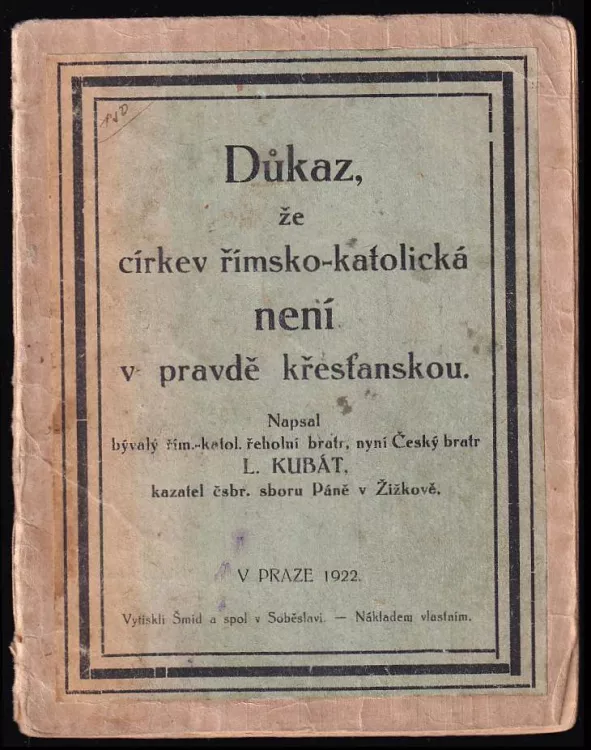 Důkaz,
že
církev římsko-katolická
není
v pravdě křesťanskou.
Napsal
bývalý řím.-katol. řeholní bratr, nyní Český bratr
L. KUBÁT,
kazatel čsbr. sboru Páně v Žižkově.
V PRAZE 1922.
Vytiskli Šmíd a spol v Soběslavi. — Nákladem vlastním.